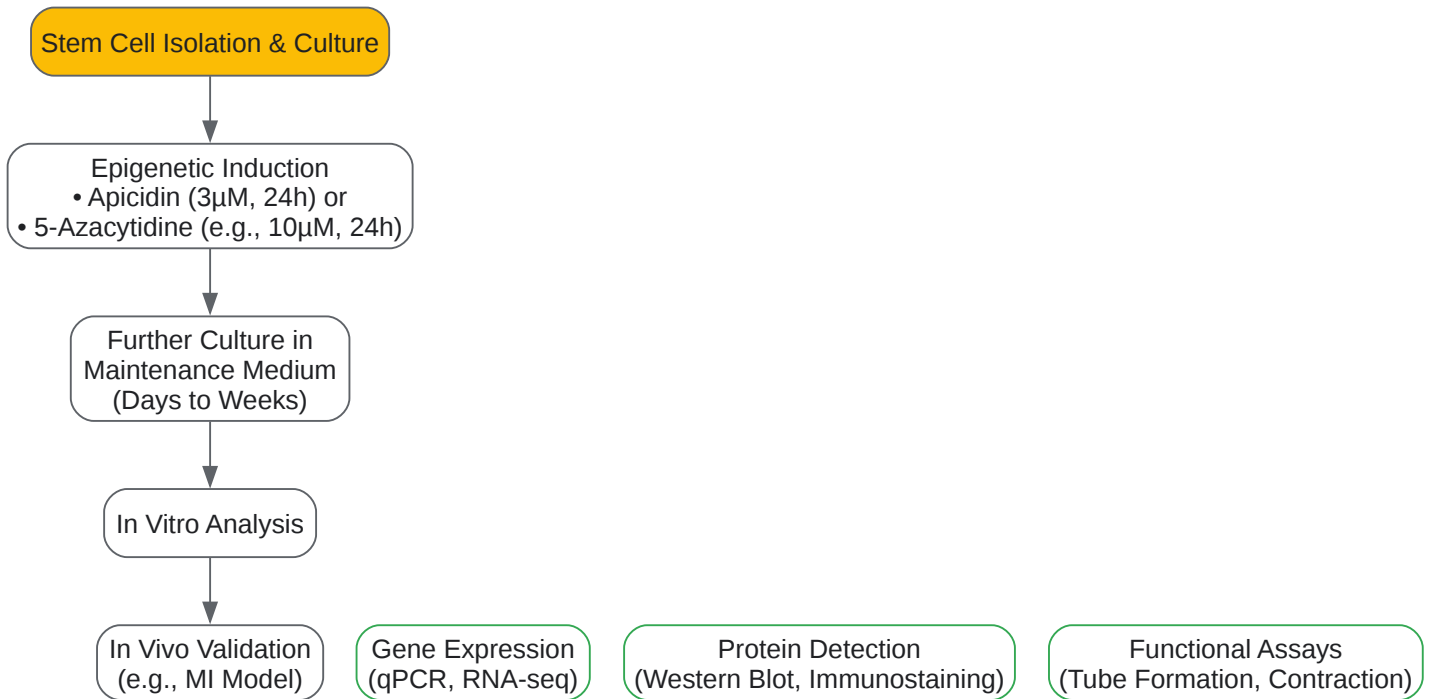 Stem Cell Isolation & Culture
Epigenetic Induction
• Apicidin (3µM, 24h) or
• 5-Azacytidine (e.g., 10µM, 24h)
Further Culture in
Maintenance Medium
(Days to Weeks)
In Vitro Analysis
In Vivo Validation
(e.g., MI Model)
Gene Expression
(qPCR, RNA-seq)
Protein Detection
(Western Blot, Immunostaining)
Functional Assays
(Tube Formation, Contraction)